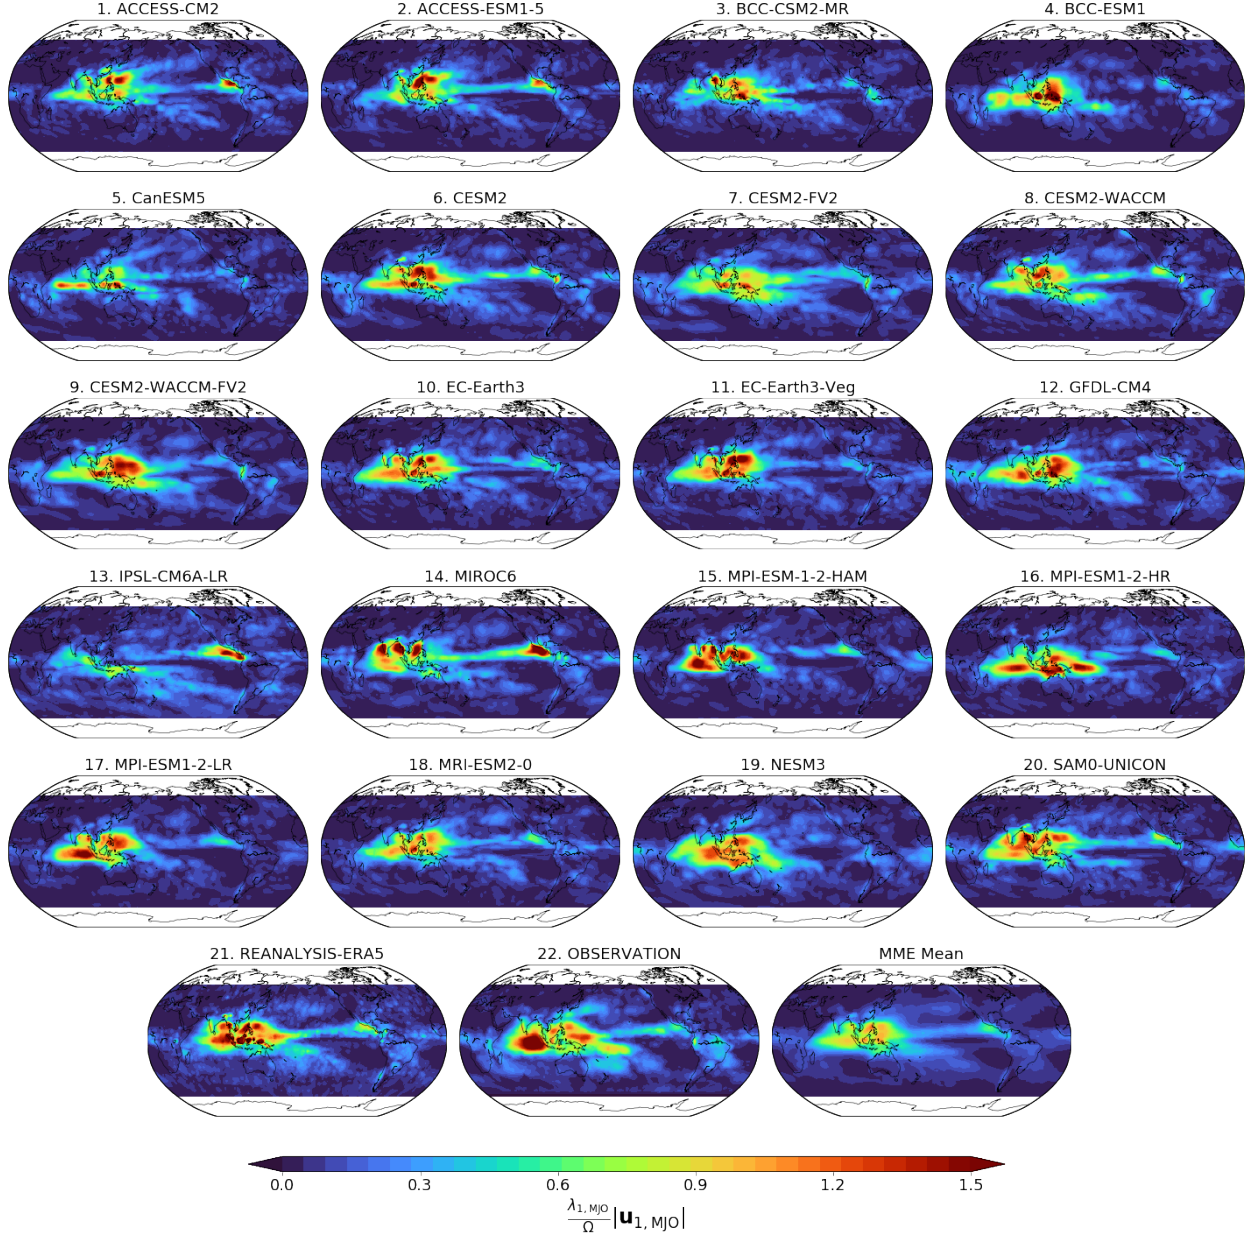 1. ACCESS-CM2
2. ACCESS-ESM1-5
3. BCC-CSM2-MR
4. BCC-ESM1
5. CanESM5
6. CESM2
7. CESM2-FV2
8. CESM2-WACCM
9. CESM2-WACCM-FV2
10. EC-Earth3
11. EC-Earth3-Veg
12. GFDL-CM4
13. IPSL-CM6A-LR
14. MIROC6
15. MPI-ESM-1-2-HAM
16. MPI-ESM1-2-HR
17. MPI-ESM1-2-LR
18. MRI-ESM2-0
19. NESM3
20. SAM0-UNICON
21. REANALYSIS-ERA5
22. OBSERVATION
MME Mean
0.0 0.3 0.6 0.9 1.2 1.5
λ1, MJO / Ω |u1, MJO|